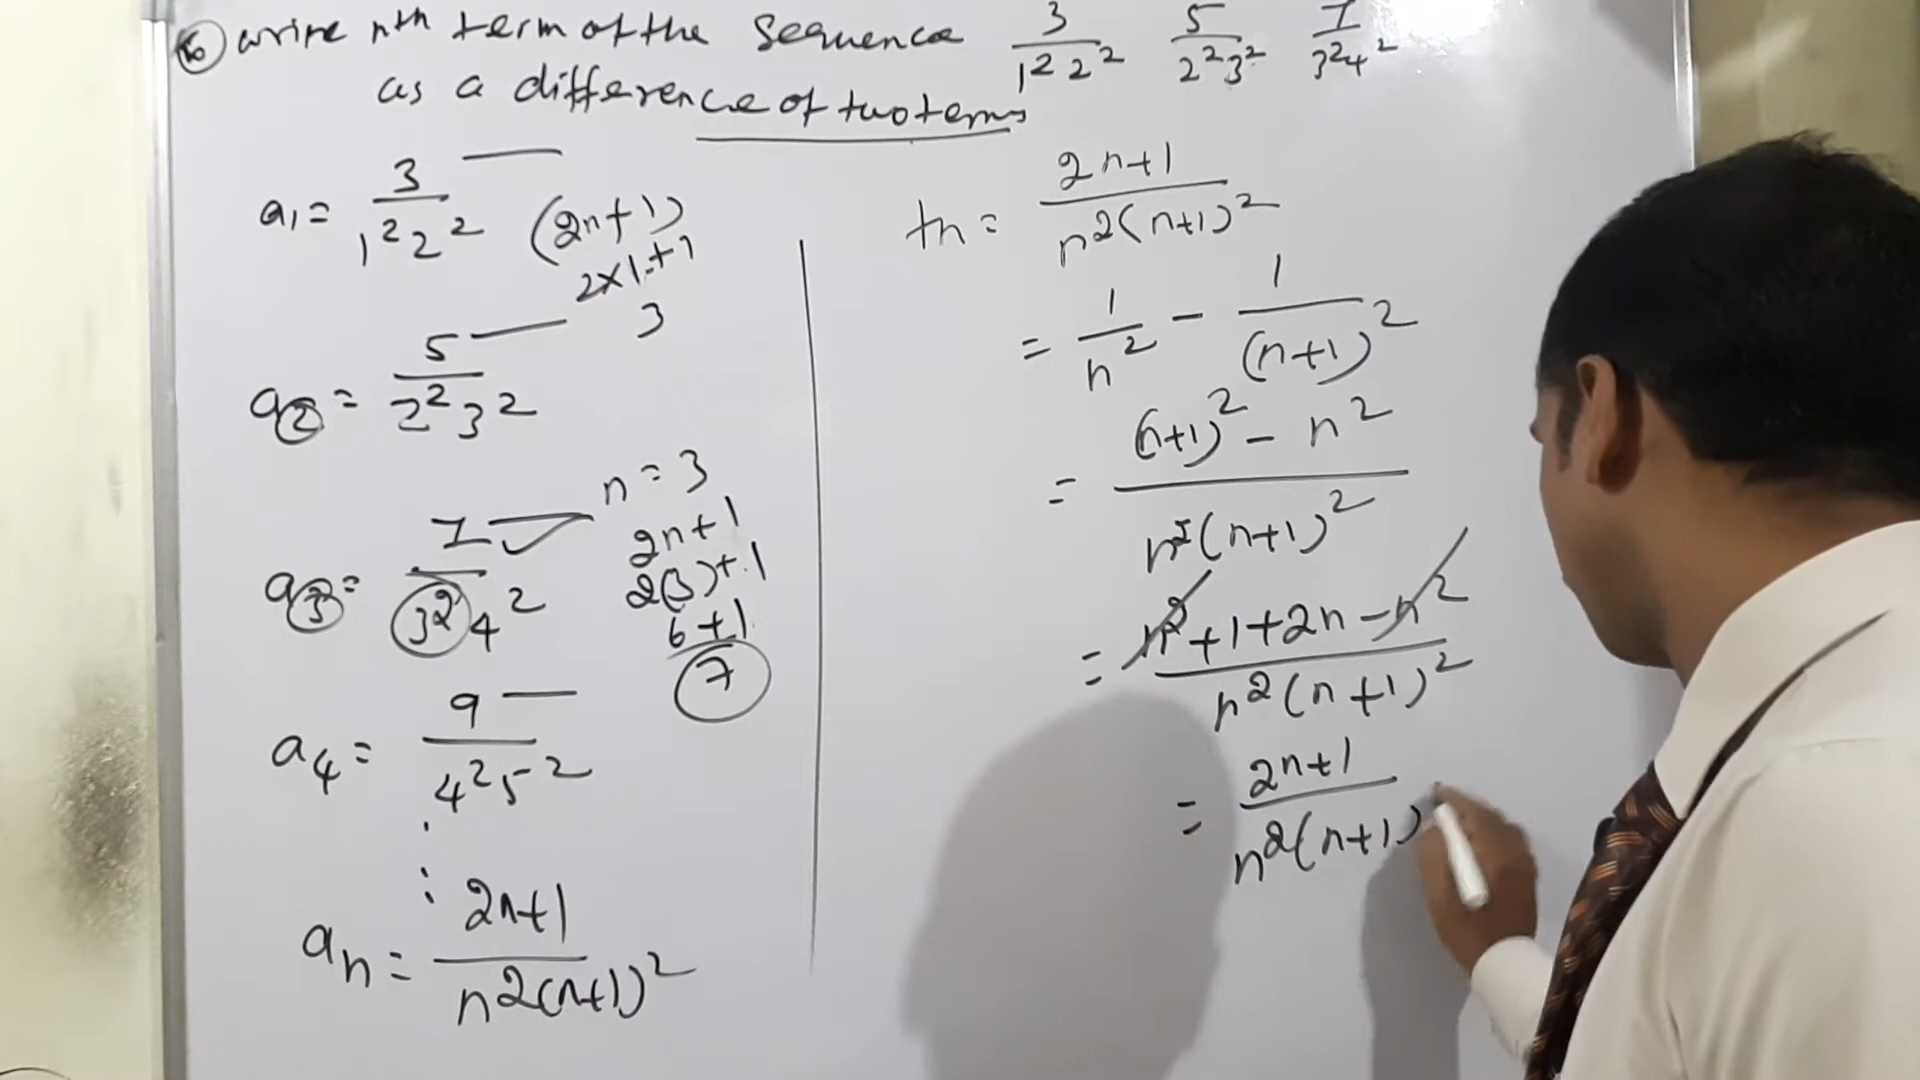 16 write nth term of the sequence 3/1²2² 5/2²3² 7/3²4²
as a difference of two terms
a₁ = 3/1²2² (2n+1)
2×1+1
3
a₂ = 5/2²3²
n = 3
a₃ = 7/3²4² 2n+1
2(3)+1
6+1
7
a₄ = 9/4²5²
:
:
aₙ = 2n+1/n²(n+1)²
tₙ = 2n+1/n²(n+1)²
= 1/n² - 1/(n+1)²
= (n+1)² - n²/n²(n+1)²
= n²+1+2n-n²/n²(n+1)²
= 2n+1/n²(n+1)